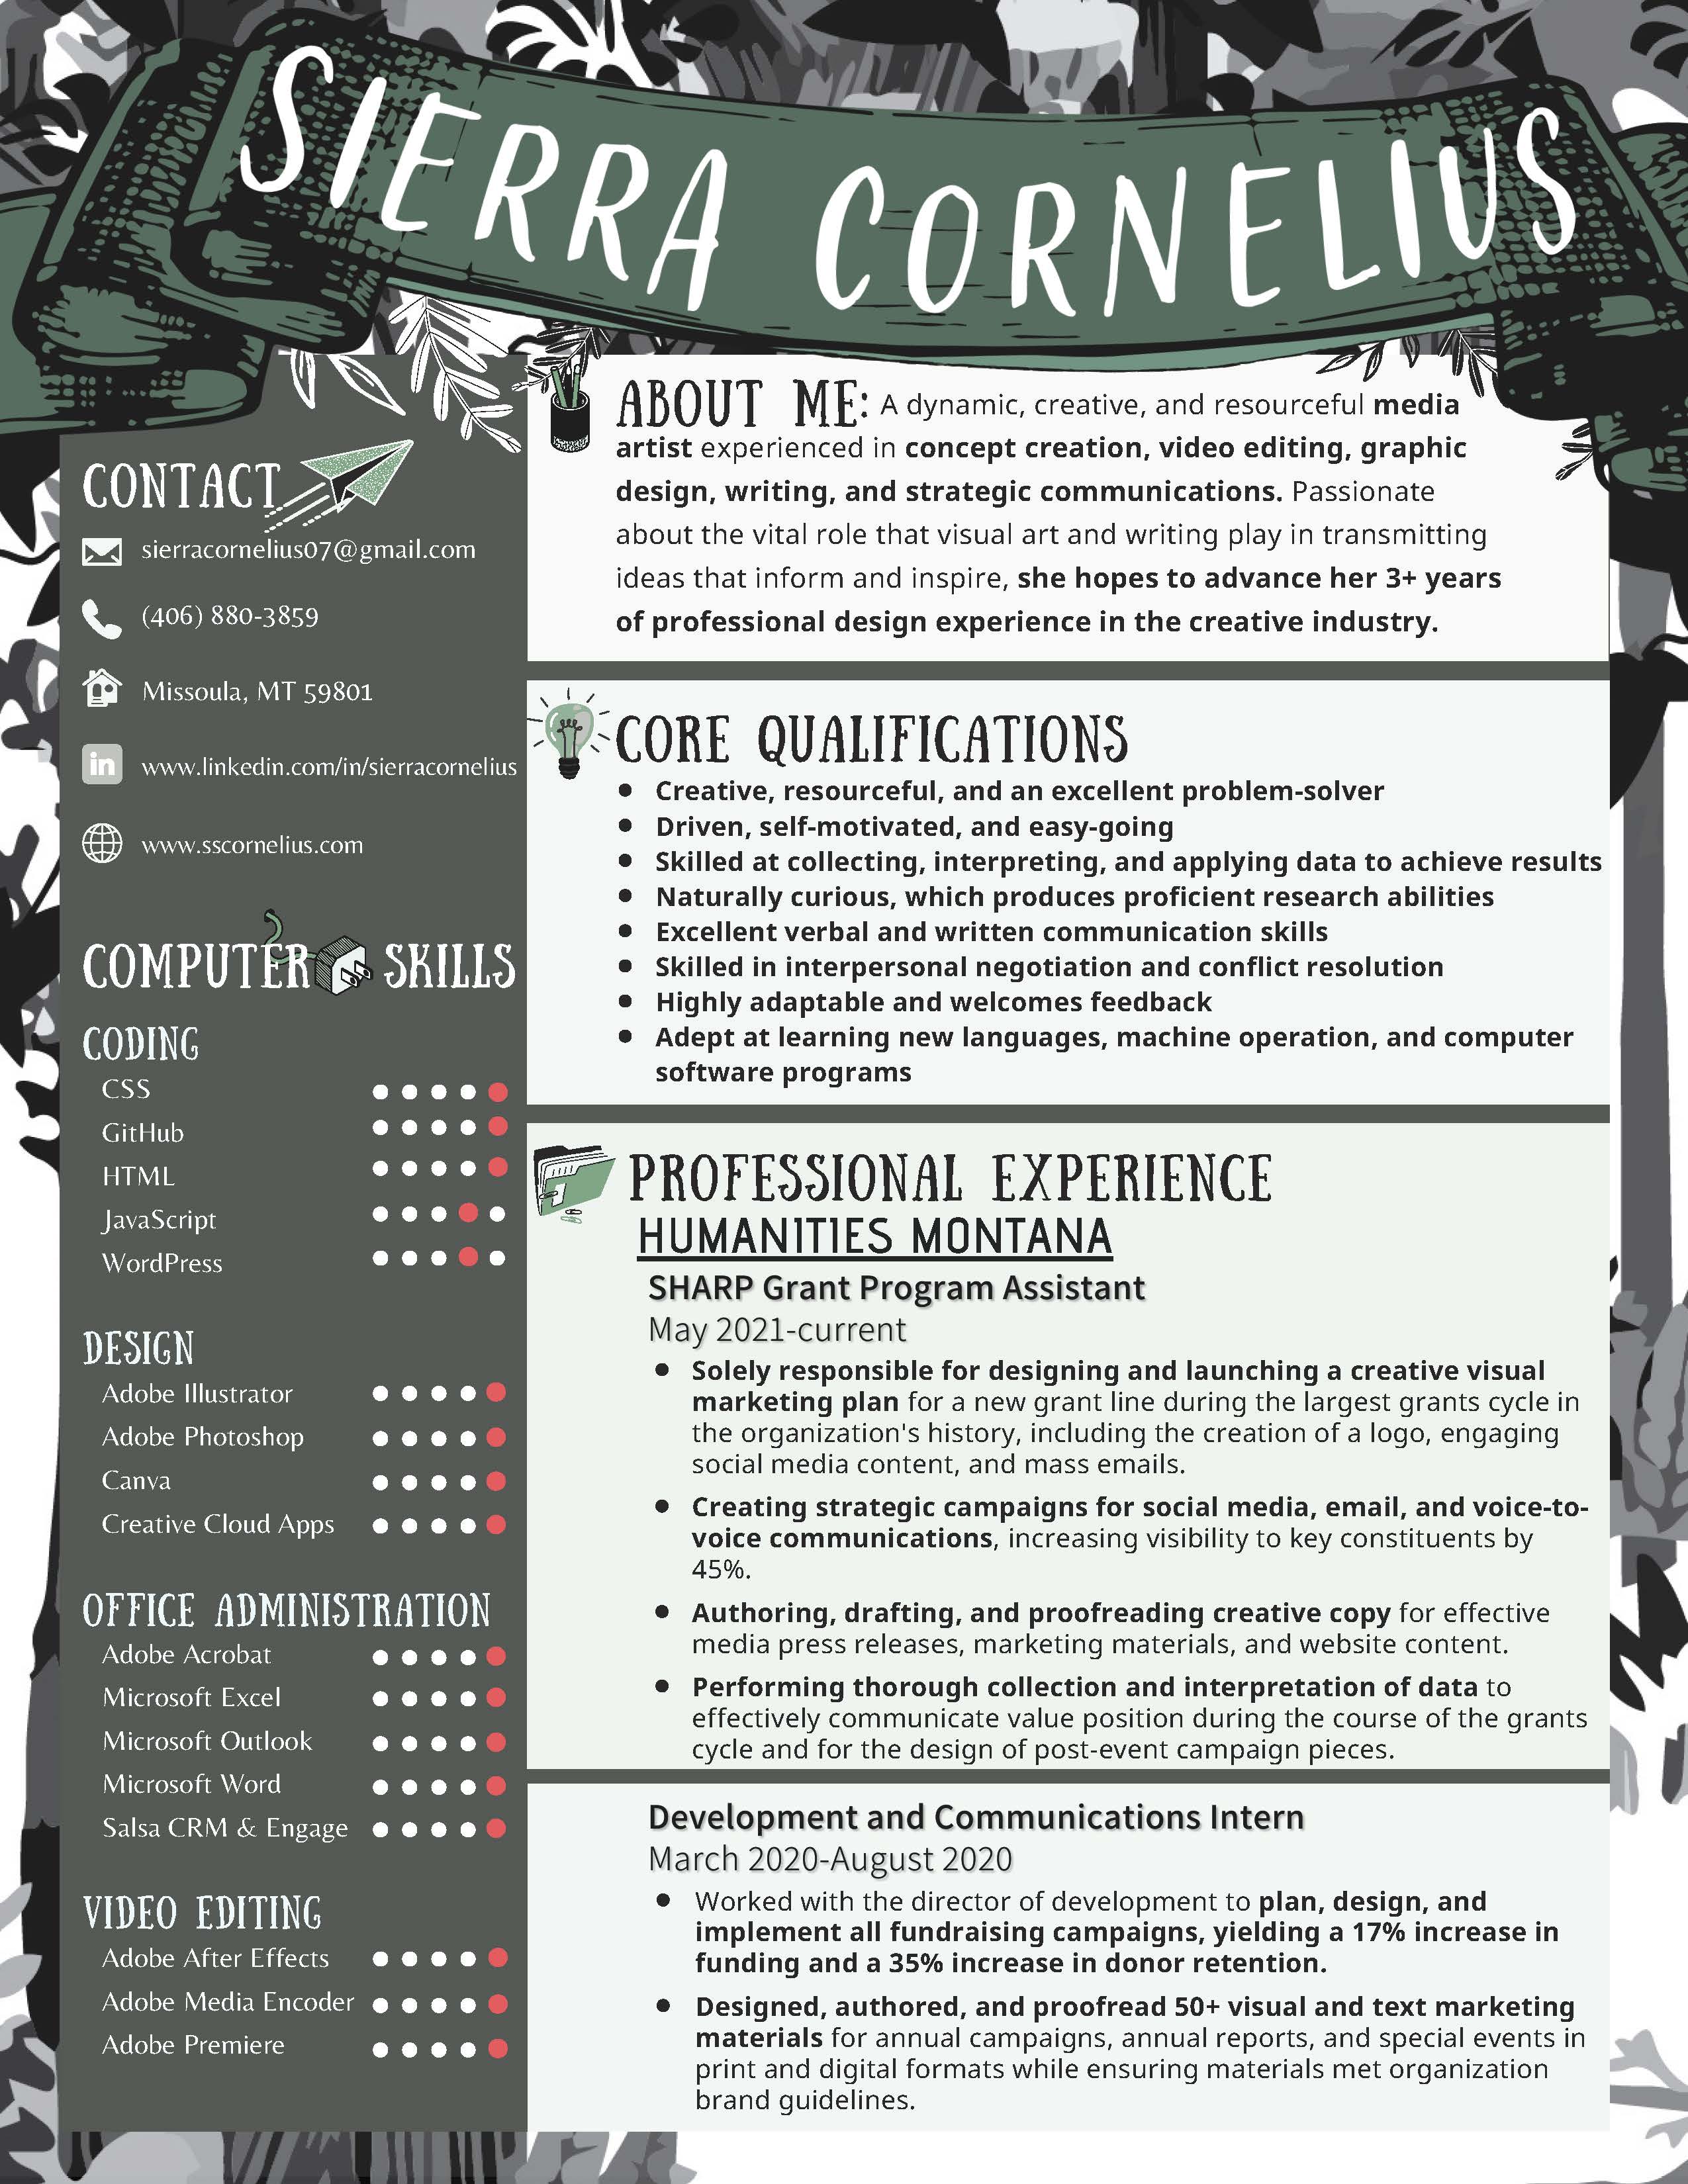 SIERRA CORNELIUS
CONTACT
sierracornelius07@gmail.com
(406) 880-3859
Missoula, MT 59801
in
www.linkedin.com/in/sierracornelius
www.sscornelius.com
COMPUTER SKILLS
CODING
CSS
GitHub
HTML
JavaScript
WordPress
DESIGN
Adobe Illustrator
Adobe Photoshop
Canva
Creative Cloud Apps
OFFICE ADMINISTRATION
Adobe Acrobat
Microsoft Excel
Microsoft Outlook
Microsoft Word
Salsa CRM & Engage
VIDEO EDITING
Adobe After Effects
Adobe Media Encoder
Adobe Premiere
ABOUT ME: A dynamic, creative, and resourceful media
artist experienced in concept creation, video editing, graphic
design, writing, and strategic communications. Passionate
about the vital role that visual art and writing play in transmitting
ideas that inform and inspire, she hopes to advance her 3+ years
of professional design experience in the creative industry.
CORE QUALIFICATIONS
• Creative, resourceful, and an excellent problem-solver
• Driven, self-motivated, and easy-going
• Skilled at collecting, interpreting, and applying data to achieve results
• Naturally curious, which produces proficient research abilities
• Excellent verbal and written communication skills
• Skilled in interpersonal negotiation and conflict resolution
• Highly adaptable and welcomes feedback
• Adept at learning new languages, machine operation, and computer
software programs
PROFESSIONAL EXPERIENCE
HUMANITIES MONTANA
SHARP Grant Program Assistant
May 2021-current
• Solely responsible for designing and launching a creative visual
marketing plan for a new grant line during the largest grants cycle in
the organization's history, including the creation of a logo, engaging
social media content, and mass emails.
• Creating strategic campaigns for social media, email, and voice-to-
voice communications, increasing visibility to key constituents by
45%.
• Authoring, drafting, and proofreading creative copy for effective
media press releases, marketing materials, and website content.
• Performing thorough collection and interpretation of data to
effectively communicate value position during the course of the grants
cycle and for the design of post-event campaign pieces.
Development and Communications Intern
March 2020-August 2020
• Worked with the director of development to plan, design, and
implement all fundraising campaigns, yielding a 17% increase in
funding and a 35% increase in donor retention.
• Designed, authored, and proofread 50+ visual and text marketing
materials for annual campaigns, annual reports, and special events in
print and digital formats while ensuring materials met organization
brand guidelines.